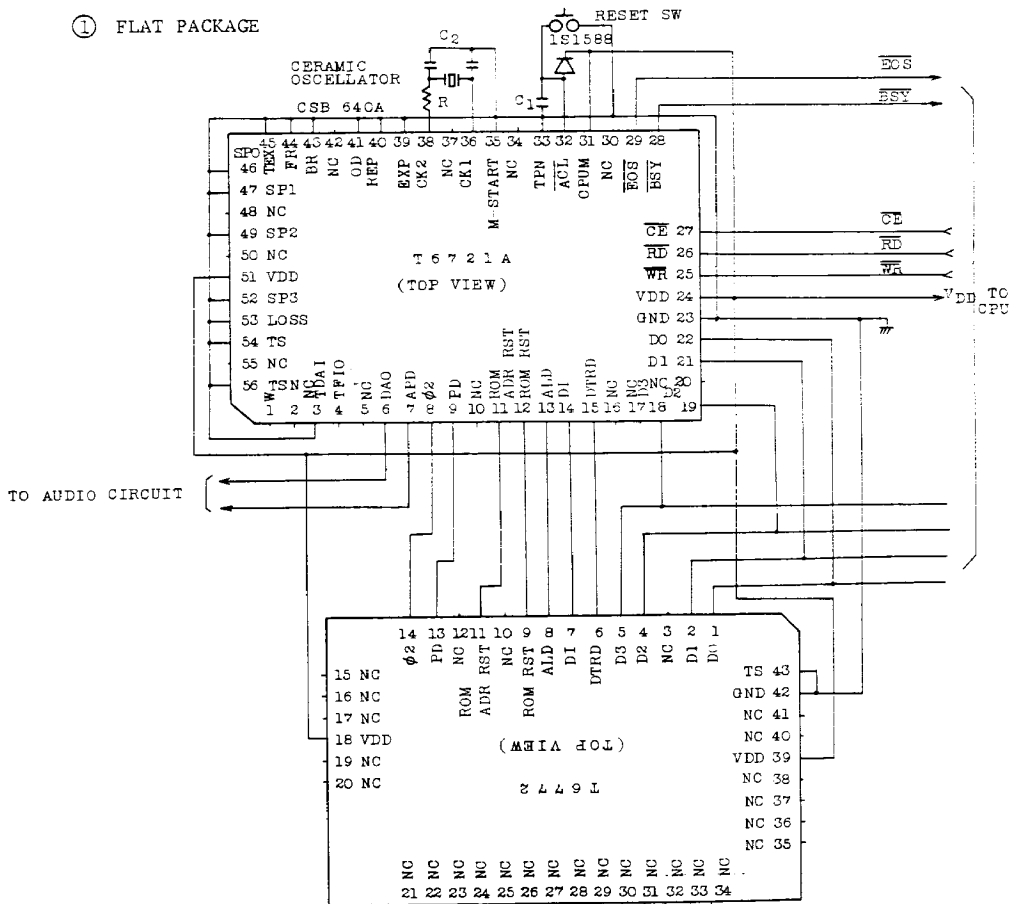 ① FLAT PACKAGE
RESET SW
1S1588
C2
CERAMIC
OSCELLATOR
R
C1
CSB 640A
EOS
BSY
45 44 43 42 41 40 39 38 37 36 35 34 33 32 31 30 29 28
TEX FR BR NC OD REP EXP CK2 NC CK1 M-START NC TPN ACL CPUM NC EOS BSY
SPO
46
47 SP1
48 NC
49 SP2
50 NC
51 VDD
52 SP3
53 LOSS
54 TS
55 NC
56 TSN
T6721A
(TOP VIEW)
CE 27
RD 26
WR 25
VDD 24
GND 23
D0 22
D1 21
NC 20
CE
RD
WR
VDD TO
CPU
W NC TDAI TFIO NC DAO APD φ2 PD NC ROM ADR RST ROM RST ALD DI DTRD NC NC D3 D2
1 2 3 4 5 6 7 8 9 10 11 12 13 14 15 16 17 18 19
TO AUDIO CIRCUIT
14 13 12 11 10 9 8 7 6 5 4 3 2 1
φ2 PD NC ROM ADR RST NC ROM RST ALD DI DTRD D3 D2 NC D1 D0
15 NC
16 NC
17 NC
18 VDD
19 NC
20 NC
(TOP VIEW)
T6772
TS 43
GND 42
NC 41
NC 40
VDD 39
NC 38
NC 37
NC 36
NC 35
NC NC NC NC NC NC NC NC NC NC NC NC NC NC
21 22 23 24 25 26 27 28 29 30 31 32 33 34